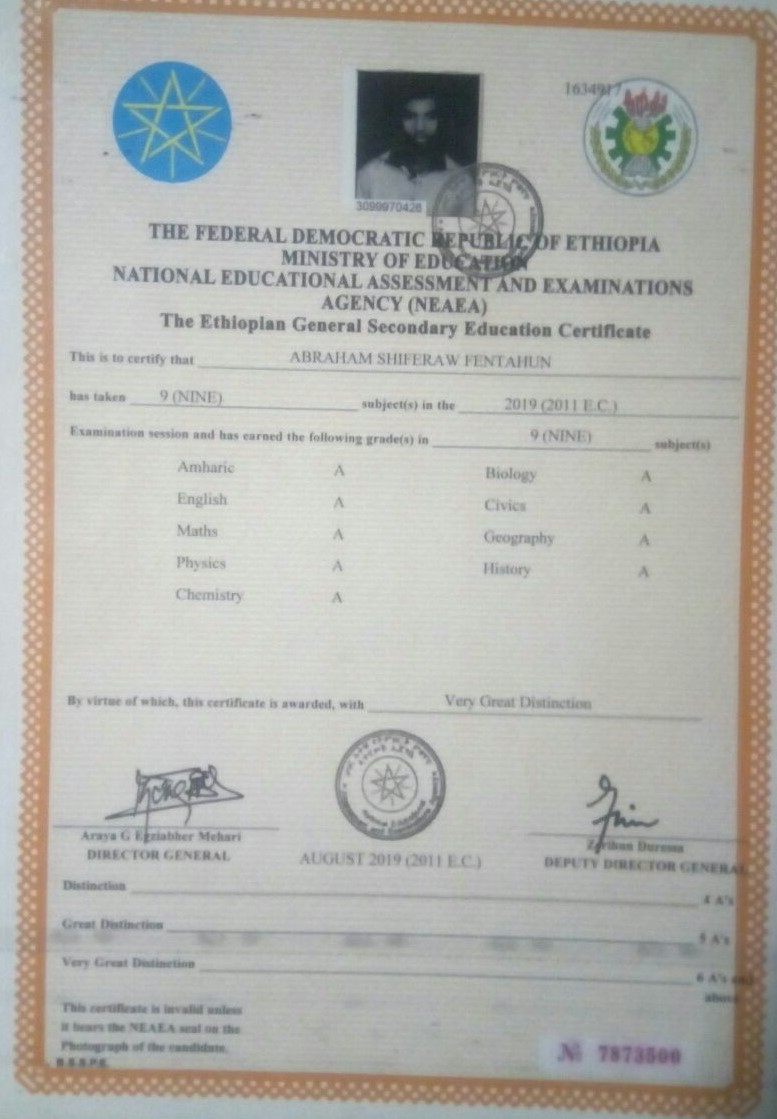 1634917
3099970426
THE FEDERAL DEMOCRATIC REPUBLIC OF ETHIOPIA
MINISTRY OF EDUCATION
NATIONAL EDUCATIONAL ASSESSMENT AND EXAMINATIONS
AGENCY (NEAEA)
The Ethiopian General Secondary Education Certificate
This is to certify that ABRAHAM SHIFERAW FENTAHUN
has taken 9 (NINE) subject(s) in the 2019 (2011 E.C.)
Examination session and has earned the following grade(s) in 9 (NINE) subject(s)
Amharic A Biology A
English A Civics A
Maths A Geography A
Physics A History A
Chemistry A
By virtue of which, this certificate is awarded, with Very Great Distinction
Araya G Egziabher Mehari
DIRECTOR GENERAL
AUGUST 2019 (2011 E.C.)
Zerihun Duressa
DEPUTY DIRECTOR GENERAL
Distinction 4 A's
Great Distinction 5 A's
Very Great Distinction 6 A's and
above
This certificate is invalid unless
it bears the NEAEA seal on the
Photograph of the candidate.
B.S.P.E.
№ 7873500